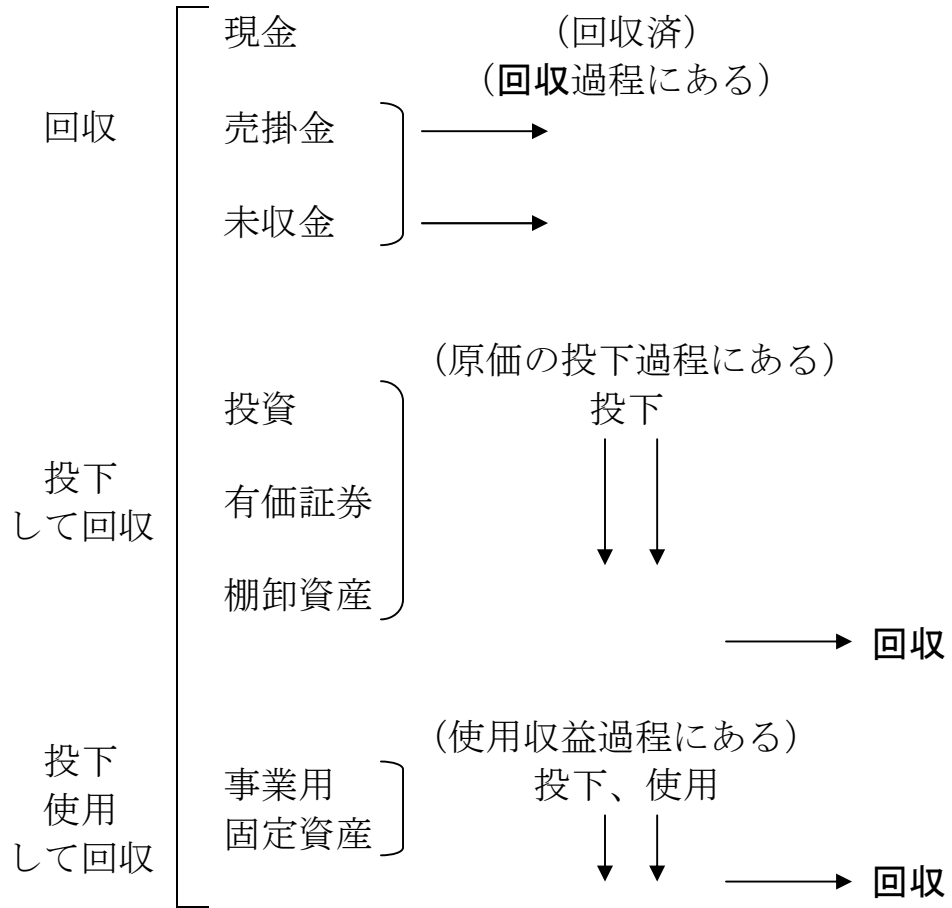 現金 (回収済)
(回収過程にある)
回収 売掛金
未収金
(原価の投下過程にある)
投資 投下
投下
して回収
有価証券
棚卸資産
回収
(使用収益過程にある)
投下
使用
して回収
事業用
固定資産
投下、使用
回収